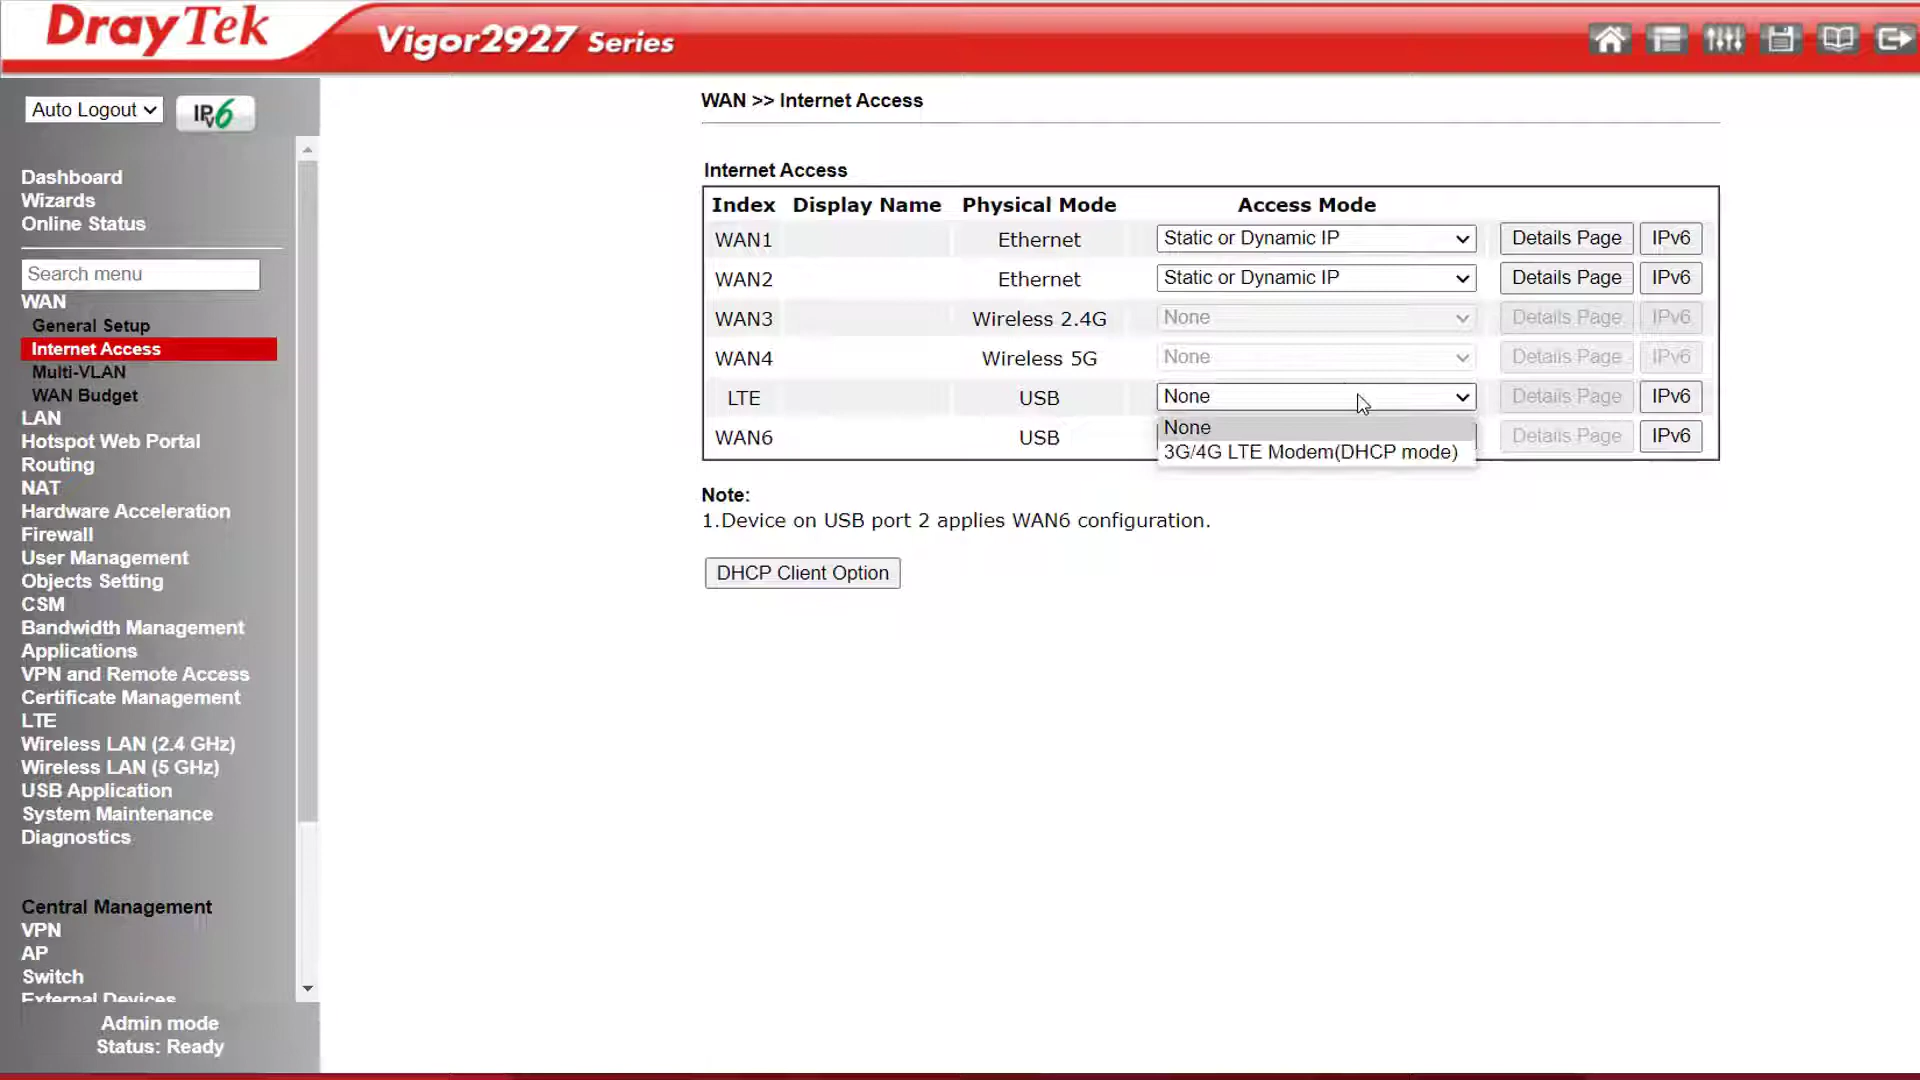 DrayTek Vigor2927 Series
Auto Logout IPv6
Dashboard
Wizards
Online Status
Search menu
WAN
General Setup
Internet Access
Multi-VLAN
WAN Budget
LAN
Hotspot Web Portal
Routing
NAT
Hardware Acceleration
Firewall
User Management
Objects Setting
CSM
Bandwidth Management
Applications
VPN and Remote Access
Certificate Management
LTE
Wireless LAN (2.4 GHz)
Wireless LAN (5 GHz)
USB Application
System Maintenance
Diagnostics
Central Management
VPN
AP
Switch
External Devices
Admin mode
Status: Ready
WAN >> Internet Access
Internet Access
Index Display Name Physical Mode Access Mode
WAN1 Ethernet Static or Dynamic IP Details Page IPv6
WAN2 Ethernet Static or Dynamic IP Details Page IPv6
WAN3 Wireless 2.4G None Details Page IPv6
WAN4 Wireless 5G None Details Page IPv6
LTE USB None Details Page IPv6
None
WAN6 USB Details Page IPv6
3G/4G LTE Modem(DHCP mode)
Note:
1.Device on USB port 2 applies WAN6 configuration.
DHCP Client Option